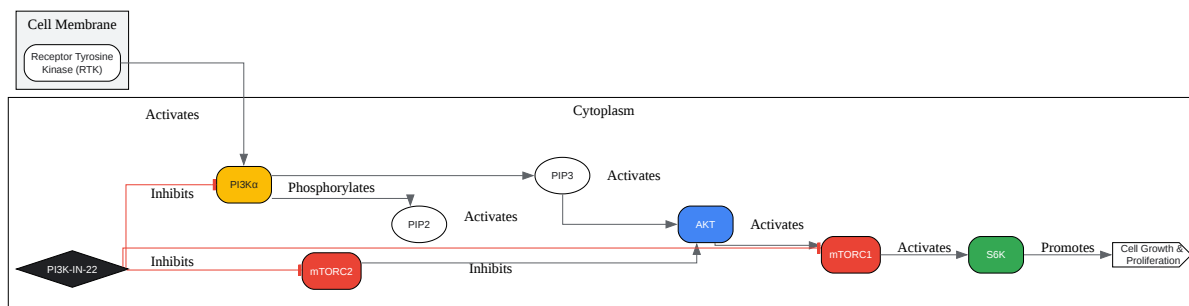 Cell Membrane
Receptor Tyrosine
Kinase (RTK)
Cytoplasm
Activates
PI3Kα
PIP3
Activates
Inhibits
Phosphorylates
PIP2
Activates
AKT
Activates
PI3K-IN-22
Inhibits
mTORC2
Inhibits
mTORC1
Activates
S6K
Promotes
Cell Growth &
Proliferation